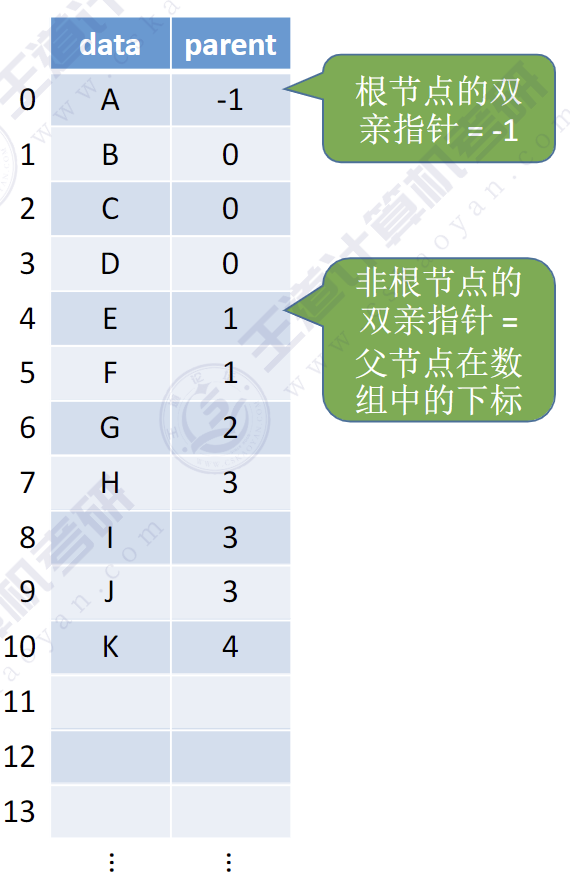 data parent
0 A -1
1 B 0
2 C 0
3 D 0
4 E 1
5 F 1
6 G 2
7 H 3
8 I 3
9 J 3
10 K 4
11
12
13
⋮ ⋮
根节点的双
亲指针 = -1
非根节点的
双亲指针 =
父节点在数
组中的下标
王道计算机考研